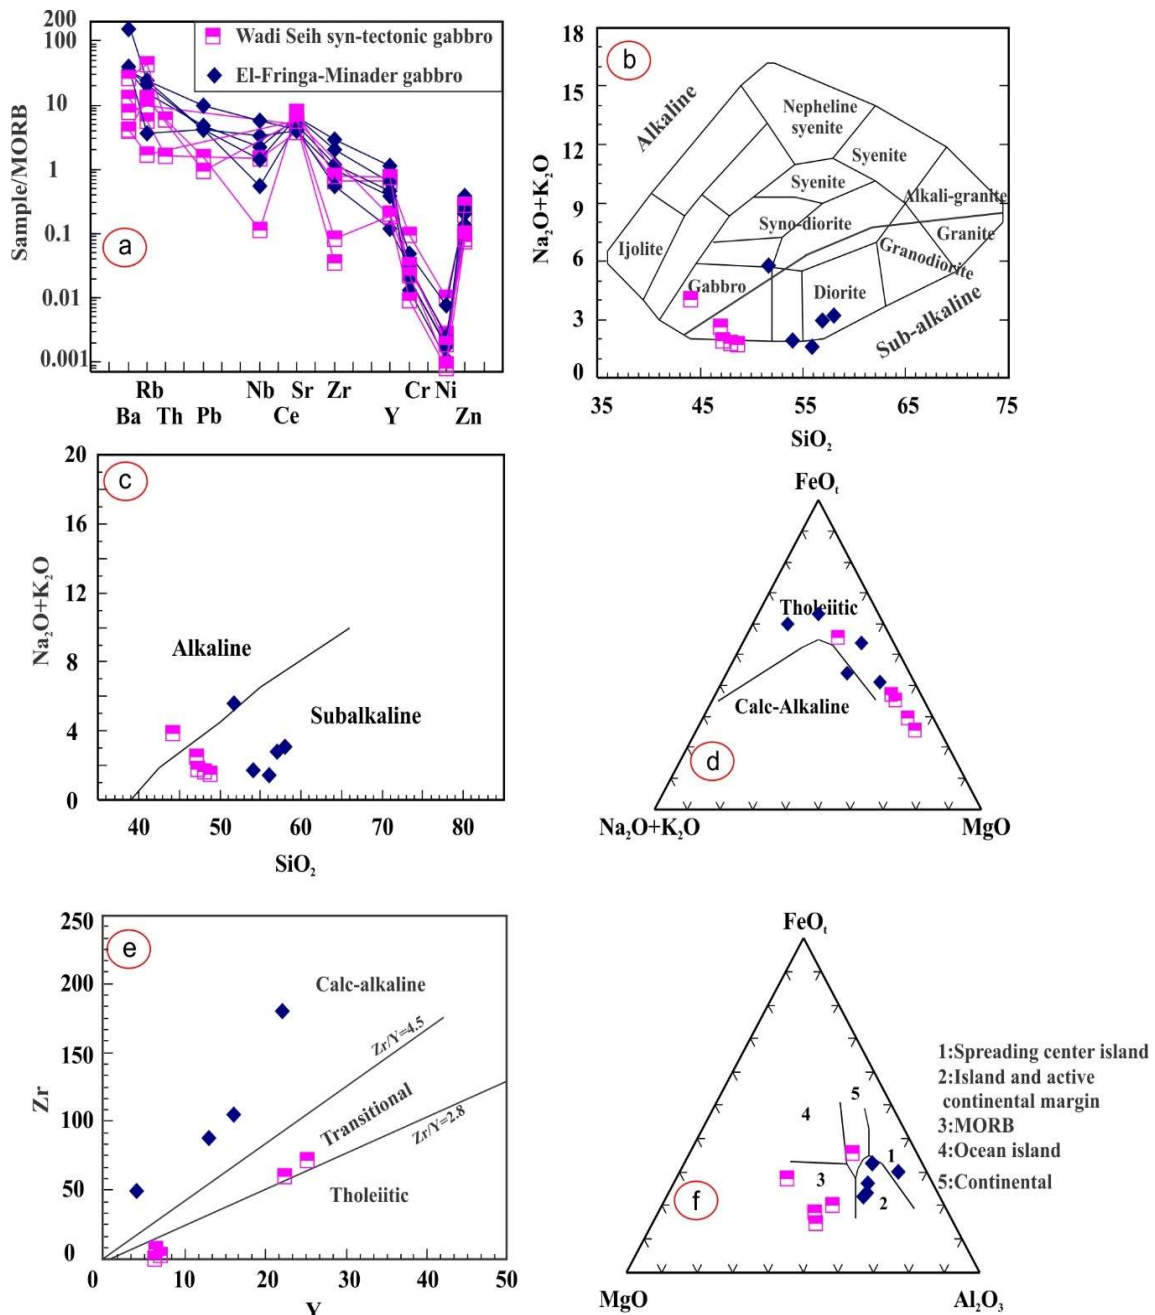 200
100
10
1
0.1
0.01
0.001
Sample/MORB
Wadi Seih syn-tectonic gabbro
El-Fringa-Minader gabbro
a
Rb Nb Sr Zr Cr Ni
Ba Th Pb Ce Y Zn
18
15
12
9
6
3
0
Na₂O+K₂O
b
Alkaline
Nepheline
syenite
Syenite
Syenite
Alkali-granite
Syno-diorite
Granite
Ijolite
Granodiorite
Gabbro
Diorite
Sub-alkaline
35 45 55 65 75
SiO₂
20
16
12
8
4
0
Na₂O+K₂O
c
Alkaline
Subalkaline
40 50 60 70 80
SiO₂
FeOₜ
Tholeiitic
Calc-Alkaline
d
Na₂O+K₂O MgO
250
200
150
100
50
0
Zr
e
Calc-alkaline
Zr/Y=4.5
Transitional
Zr/Y=2.8
Tholeiitic
0 10 20 30 40 50
Y
FeOₜ
1:Spreading center island
2:Island and active
continental margin
3:MORB
4:Ocean island
5:Continental
5
4
1
3
2
f
MgO Al₂O₃